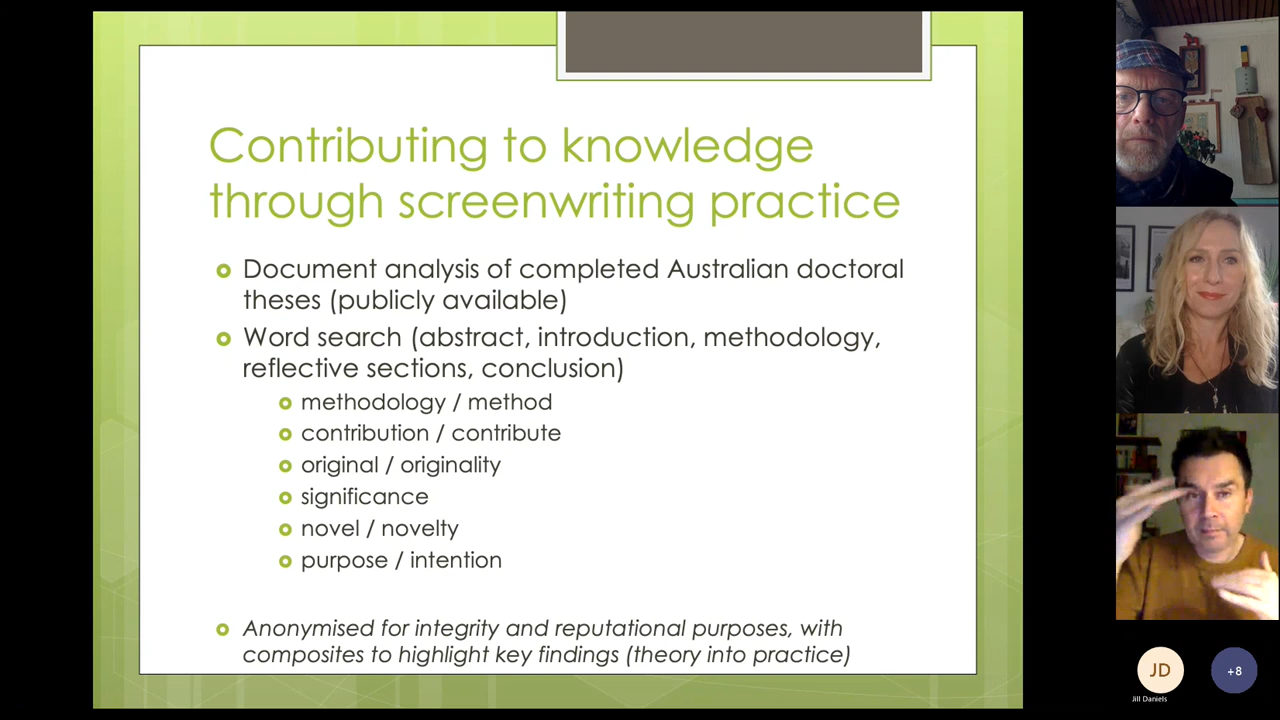 Contributing to knowledge
through screenwriting practice
Document analysis of completed Australian doctoral
theses (publicly available)
Word search (abstract, introduction, methodology,
reflective sections, conclusion)
methodology / method
contribution / contribute
original / originality
significance
novel / novelty
purpose / intention
Anonymised for integrity and reputational purposes, with
composites to highlight key findings (theory into practice)
JD
+8
Jill Daniels